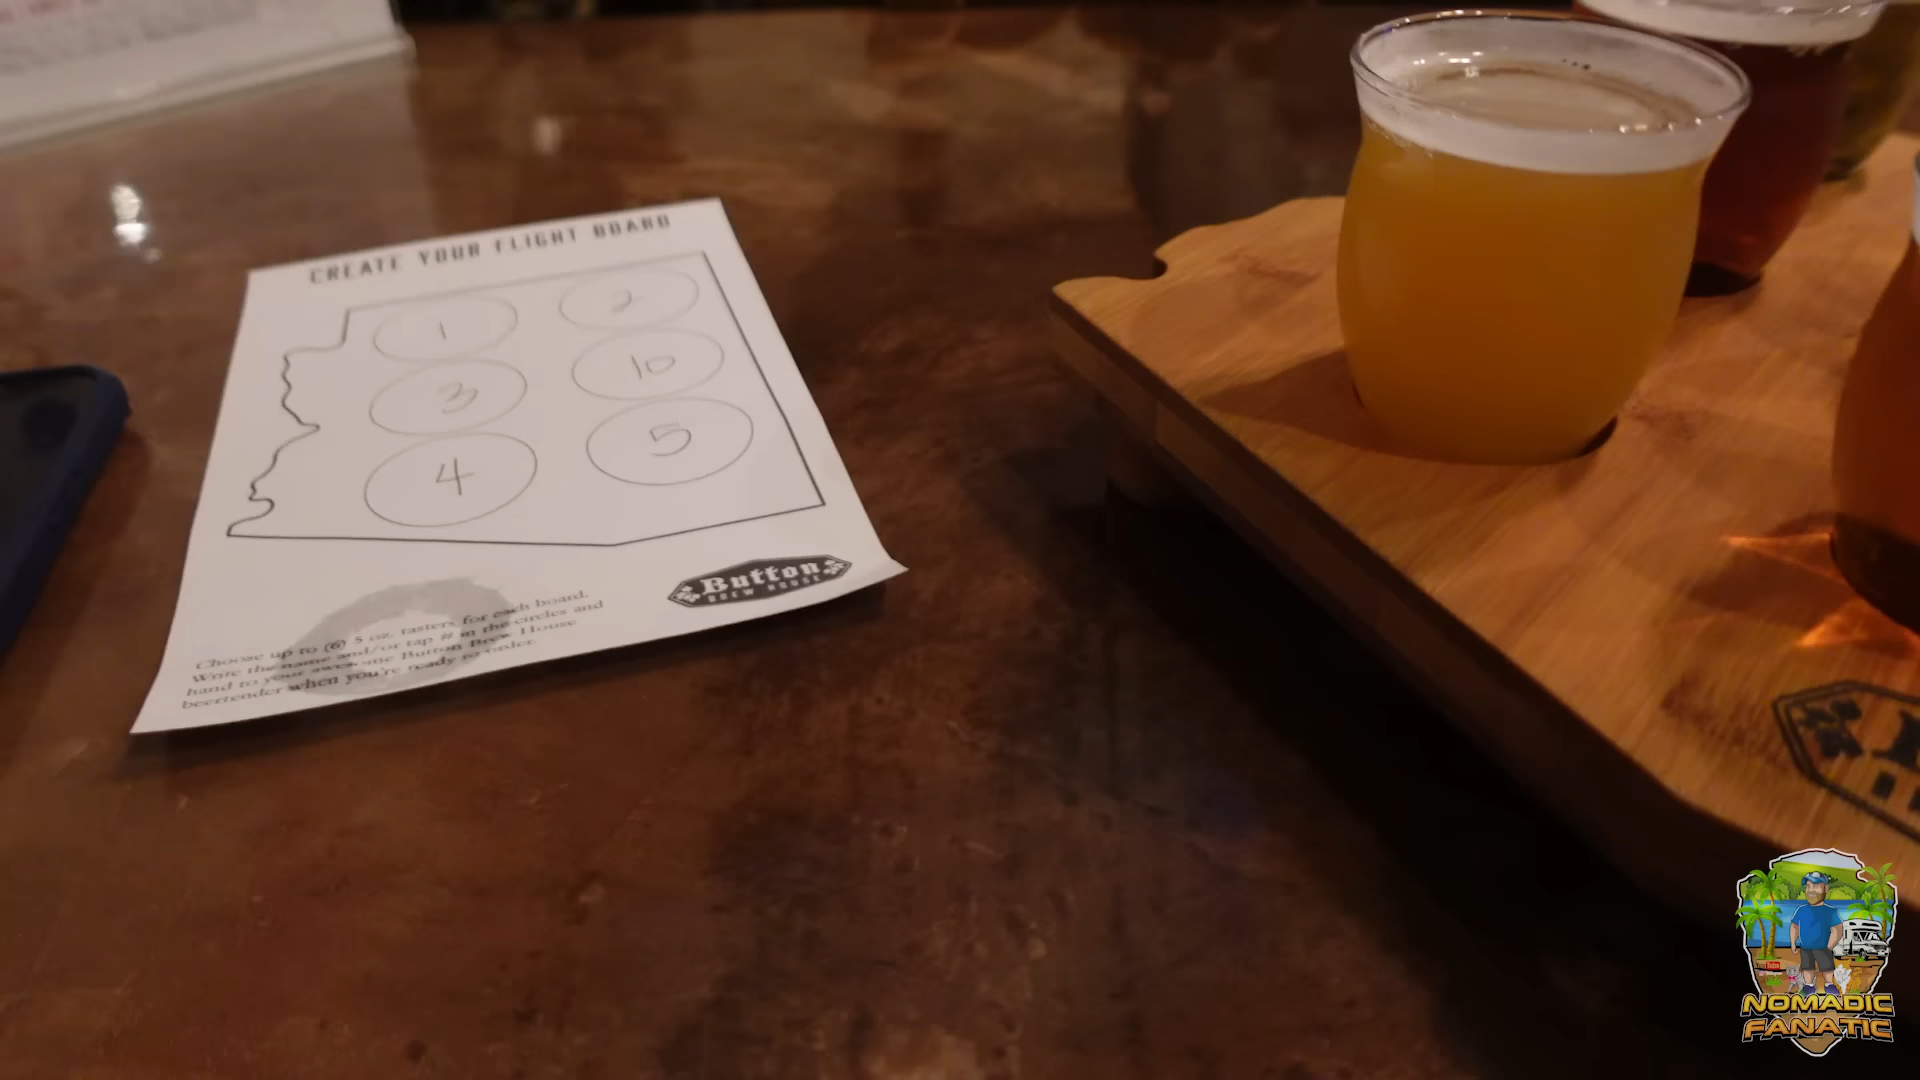 CREATE YOUR FLIGHT BOARD
1
2
3
10
4
5
Button
BREW HOUSE
Choose up to (6) 5 oz. tasters for each board.
Write the name and/or tap # in the circles and
hand to your awesome Button Brew House
beertender when you're ready to order.
NOMADIC
FANATIC